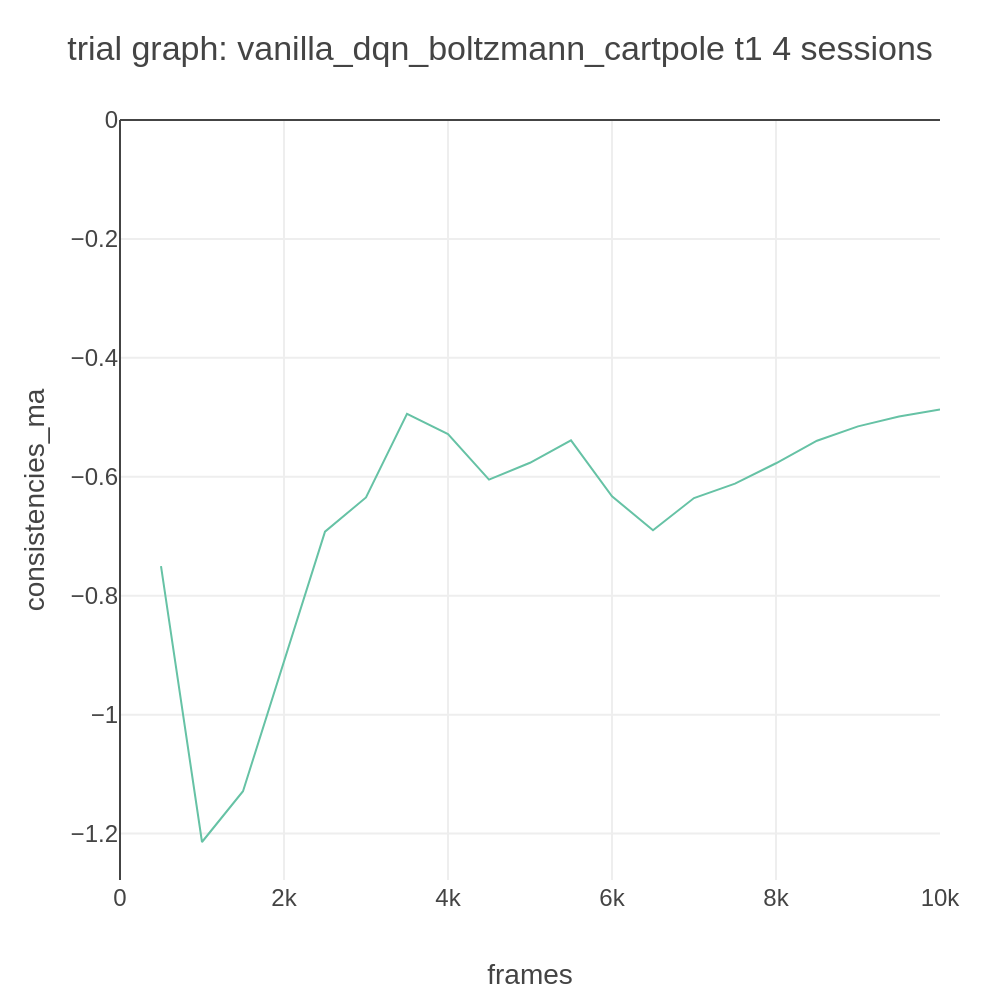 trial graph: vanilla_dqn_boltzmann_cartpole t1 4 sessions
0
−0.2
−0.4
−0.6
−0.8
−1
−1.2
consistencies_ma
0 2k 4k 6k 8k 10k
frames